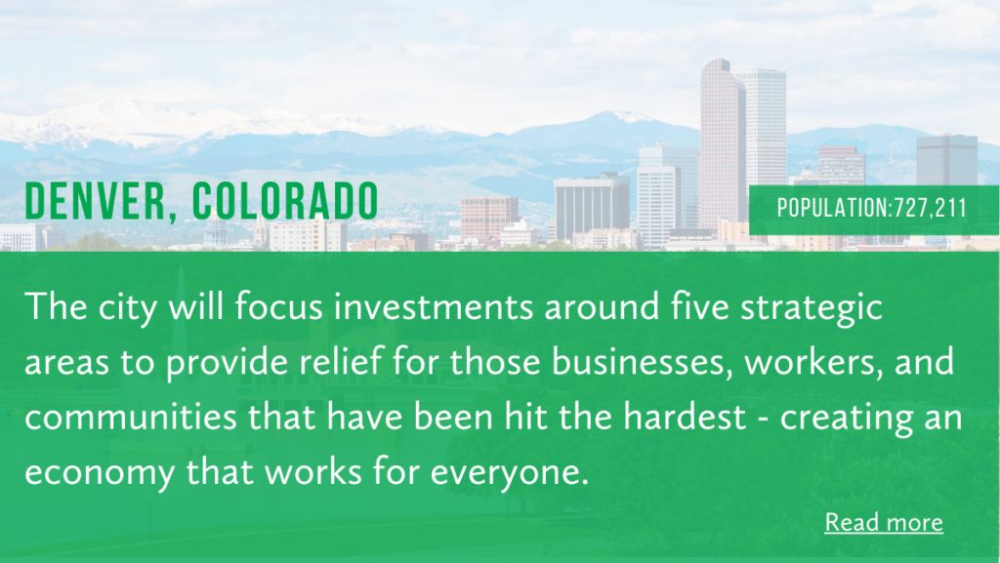 DENVER, COLORADO
POPULATION:727,211
The city will focus investments around five strategic
areas to provide relief for those businesses, workers, and
communities that have been hit the hardest - creating an
economy that works for everyone.
Read more